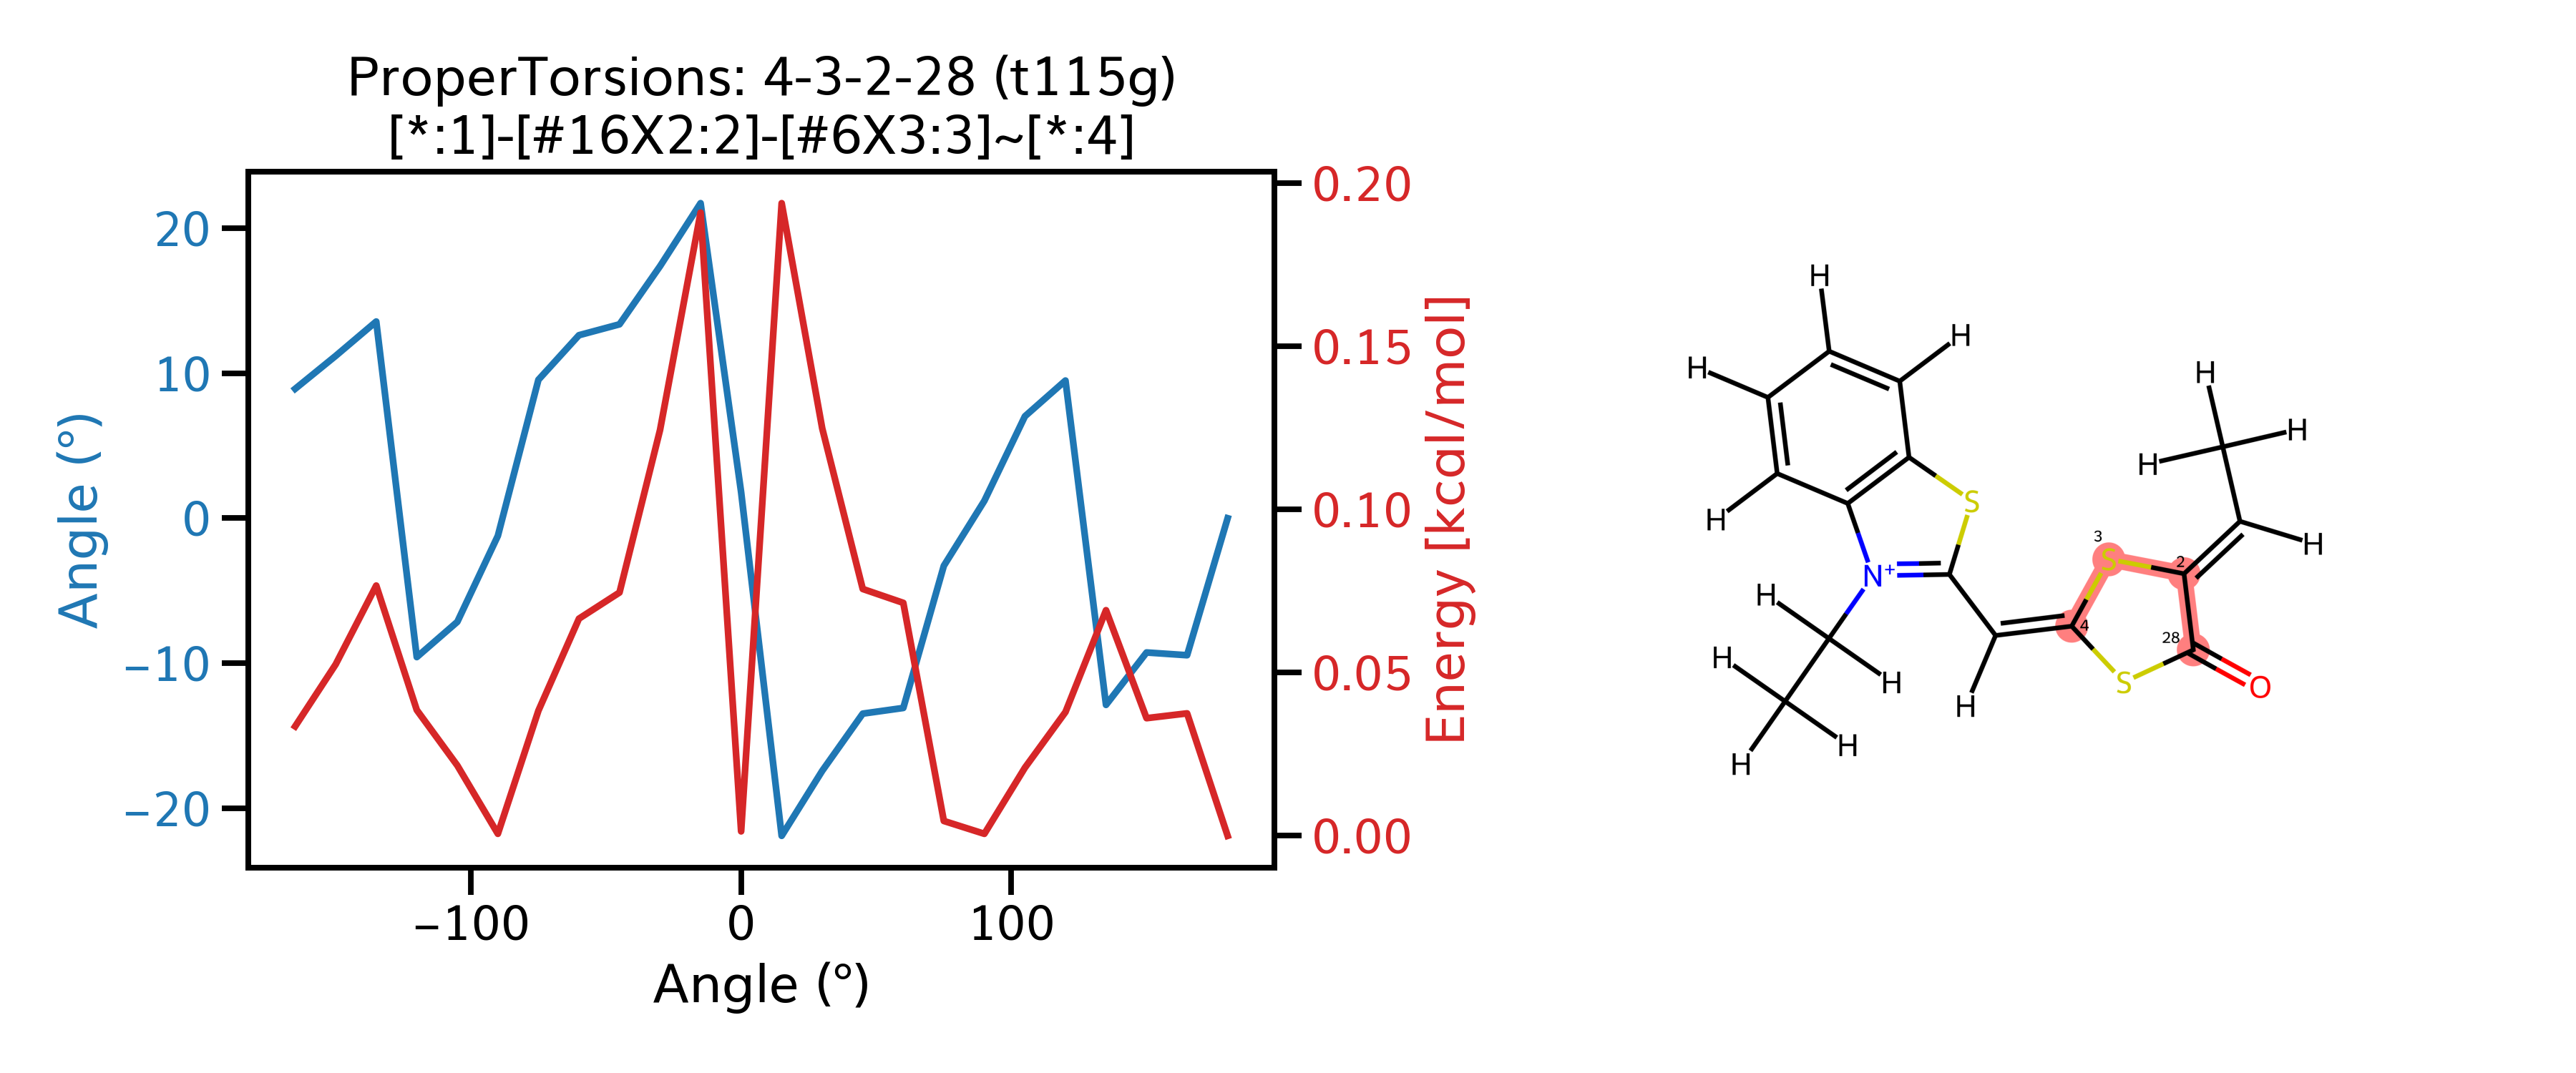 ProperTorsions: 4-3-2-28 (t115g)
[*:1]-[#16X2:2]-[#6X3:3]~[*:4]
Angle (°)
20
10
0
−10
−20
−100
0
100
Angle (°)
0.20
0.15
0.10
0.05
0.00
Energy [kcal/mol]
H
H
H
H
H
H
H
S
3
S
2
H
N⁺
H
4
28
H
S
O
H
H
H
H